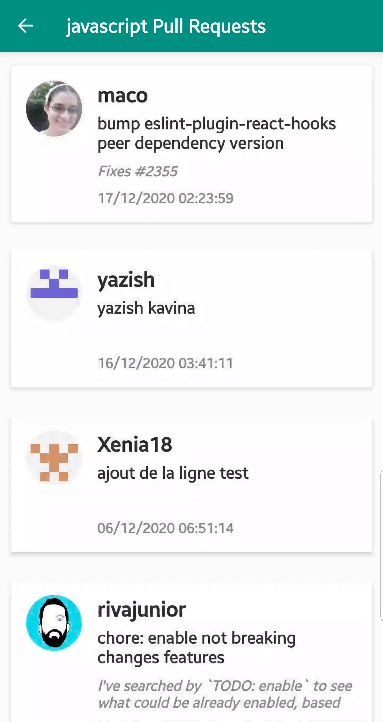 javascript Pull Requests
maco
bump eslint-plugin-react-hooks
peer dependency version
Fixes #2355
17/12/2020 02:23:59
yazish
yazish kavina
16/12/2020 03:41:11
Xenia18
ajout de la ligne test
06/12/2020 06:51:14
rivajunior
chore: enable not breaking
changes features
I've searched by `TODO: enable` to see
what could be already enabled, based